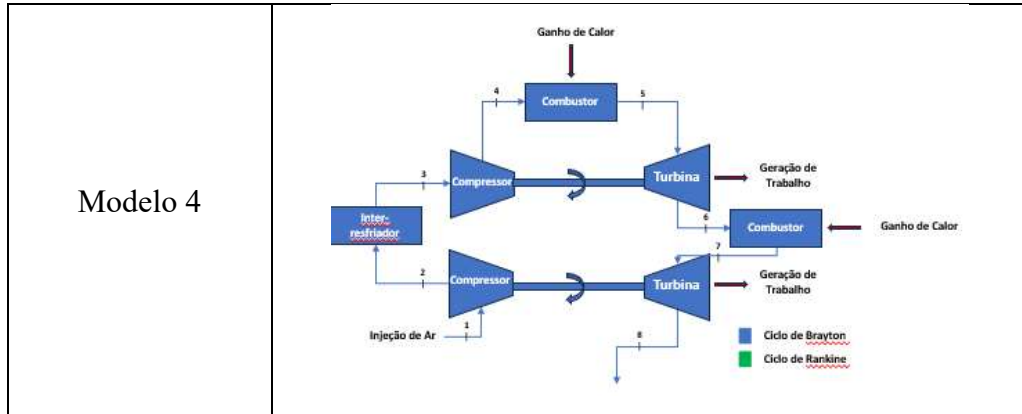 Modelo 4
Ganho de Calor
4
Combustor
5
3
Compressor
Turbina
Geração de
Trabalho
Inter-
resfriador
6
Combustor
Ganho de Calor
7
2
Compressor
Turbina
Geração de
Trabalho
1
Injeção de Ar
8
Ciclo de Brayton
Ciclo de Rankine